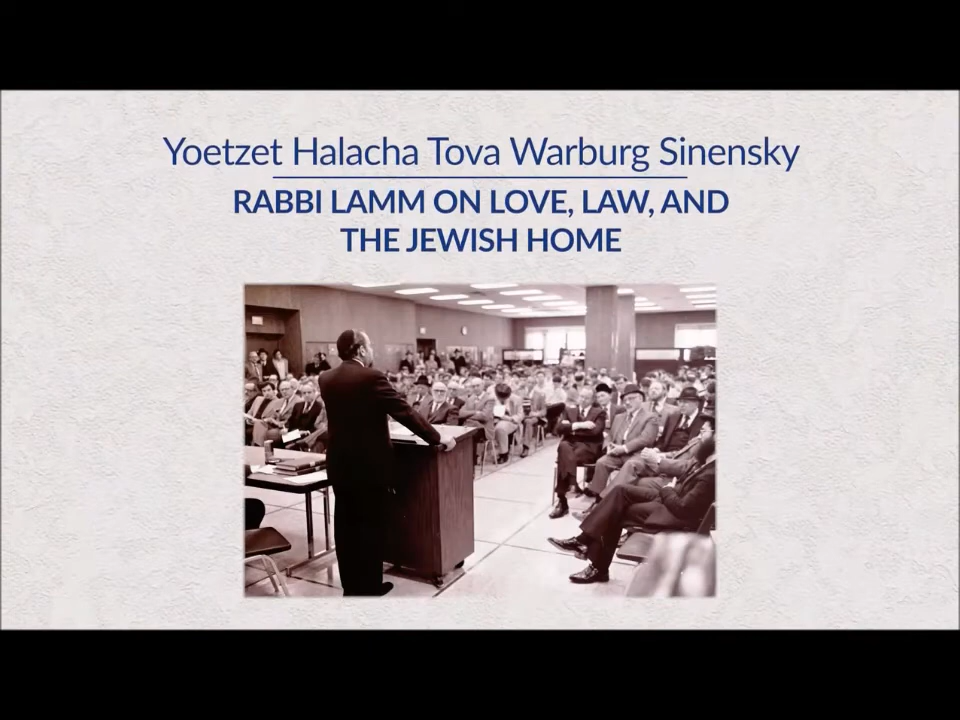 Yoetzet Halacha Tova Warburg Sinensky
RABBI LAMM ON LOVE, LAW, AND
THE JEWISH HOME